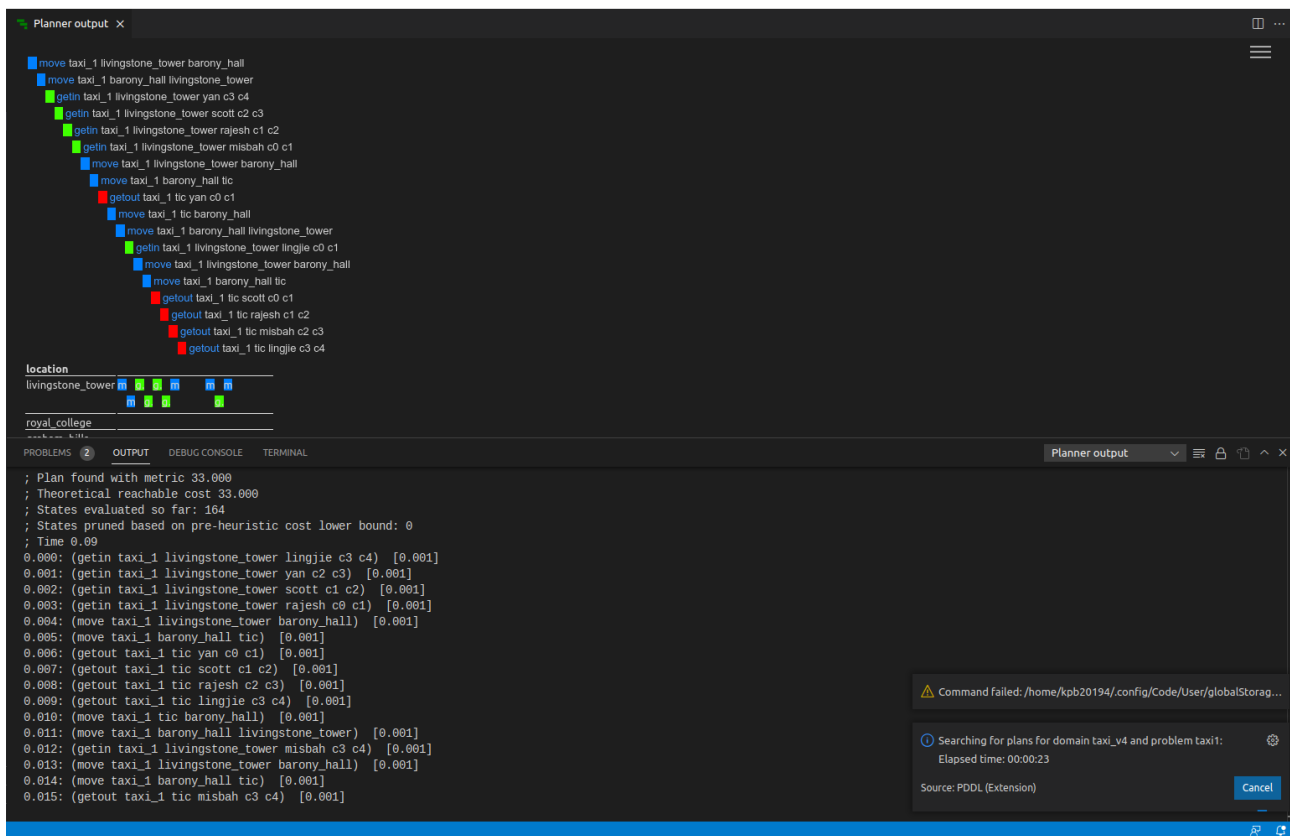 Planner output
move taxi_1 livingstone_tower barony_hall
move taxi_1 barony_hall livingstone_tower
getin taxi_1 livingstone_tower yan c3 c4
getin taxi_1 livingstone_tower scott c2 c3
getin taxi_1 livingstone_tower rajesh c1 c2
getin taxi_1 livingstone_tower misbah c0 c1
move taxi_1 livingstone_tower barony_hall
move taxi_1 barony_hall tic
getout taxi_1 tic yan c0 c1
move taxi_1 tic barony_hall
move taxi_1 barony_hall livingstone_tower
getin taxi_1 livingstone_tower lingjie c0 c1
move taxi_1 livingstone_tower barony_hall
move taxi_1 barony_hall tic
getout taxi_1 tic scott c0 c1
getout taxi_1 tic rajesh c1 c2
getout taxi_1 tic misbah c2 c3
getout taxi_1 tic lingjie c3 c4
location
livingstone_tower m g. g. m m m
m g. g. g.
royal_college
PROBLEMS 2 OUTPUT DEBUG CONSOLE TERMINAL Planner output
; Plan found with metric 33.000
; Theoretical reachable cost 33.000
; States evaluated so far: 164
; States pruned based on pre-heuristic cost lower bound: 0
; Time 0.09
0.000: (getin taxi_1 livingstone_tower lingjie c3 c4) [0.001]
0.001: (getin taxi_1 livingstone_tower yan c2 c3) [0.001]
0.002: (getin taxi_1 livingstone_tower scott c1 c2) [0.001]
0.003: (getin taxi_1 livingstone_tower rajesh c0 c1) [0.001]
0.004: (move taxi_1 livingstone_tower barony_hall) [0.001]
0.005: (move taxi_1 barony_hall tic) [0.001]
0.006: (getout taxi_1 tic yan c0 c1) [0.001]
0.007: (getout taxi_1 tic scott c1 c2) [0.001]
0.008: (getout taxi_1 tic rajesh c2 c3) [0.001]
0.009: (getout taxi_1 tic lingjie c3 c4) [0.001]
0.010: (move taxi_1 tic barony_hall) [0.001]
0.011: (move taxi_1 barony_hall livingstone_tower) [0.001]
0.012: (getin taxi_1 livingstone_tower misbah c3 c4) [0.001]
0.013: (move taxi_1 livingstone_tower barony_hall) [0.001]
0.014: (move taxi_1 barony_hall tic) [0.001]
0.015: (getout taxi_1 tic misbah c3 c4) [0.001]
Command failed: /home/kpb20194/.config/Code/User/globalStorag...
Searching for plans for domain taxi_v4 and problem taxi1:
Elapsed time: 00:00:23
Source: PDDL (Extension)
Cancel